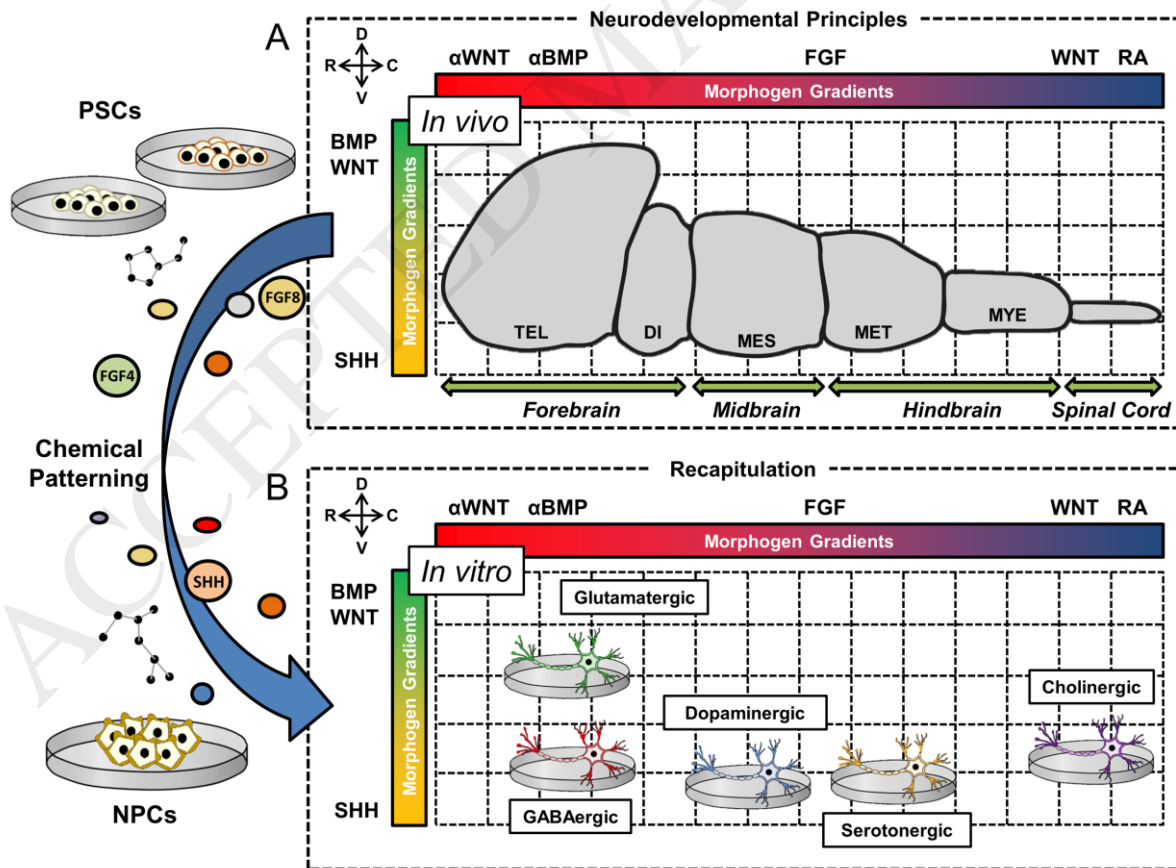 Neurodevelopmental Principles
A
D
R C
V
αWNT αBMP FGF WNT RA
Morphogen Gradients
In vivo
BMP
WNT
Morphogen Gradients
SHH
TEL DI MES MET MYE
Forebrain Midbrain Hindbrain Spinal Cord
PSCs
FGF8
FGF4
Chemical
Patterning
SHH
NPCs
Recapitulation
B
D
R C
V
αWNT αBMP FGF WNT RA
Morphogen Gradients
In vitro
BMP
WNT
Morphogen Gradients
SHH
Glutamatergic
Cholinergic
Dopaminergic
GABAergic
Serotonergic
ACCEPTED MA